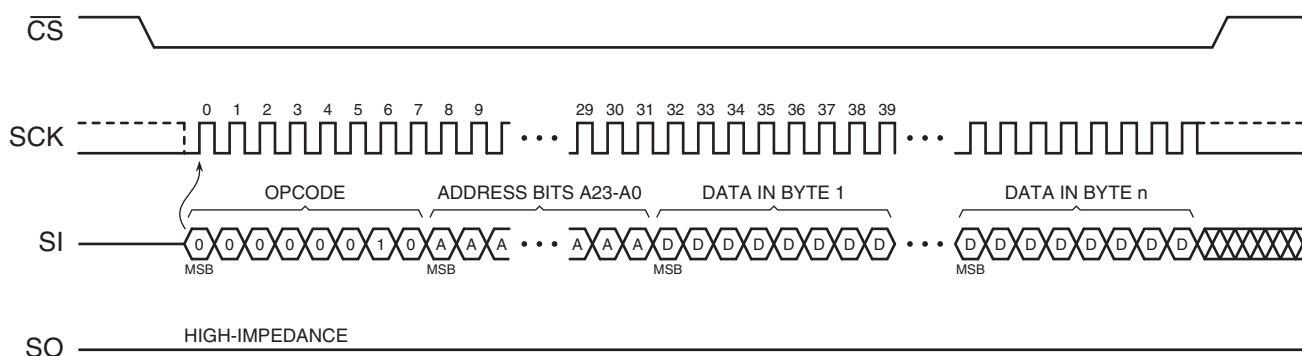 CS
0 1 2 3 4 5 6 7 8 9 29 30 31 32 33 34 35 36 37 38 39
SCK
OPCODE ADDRESS BITS A23-A0 DATA IN BYTE 1 DATA IN BYTE n
SI 0 0 0 0 0 0 1 0 A A A A A A D D D D D D D D D D D D D D D D
MSB MSB MSB MSB
HIGH-IMPEDANCE
SO